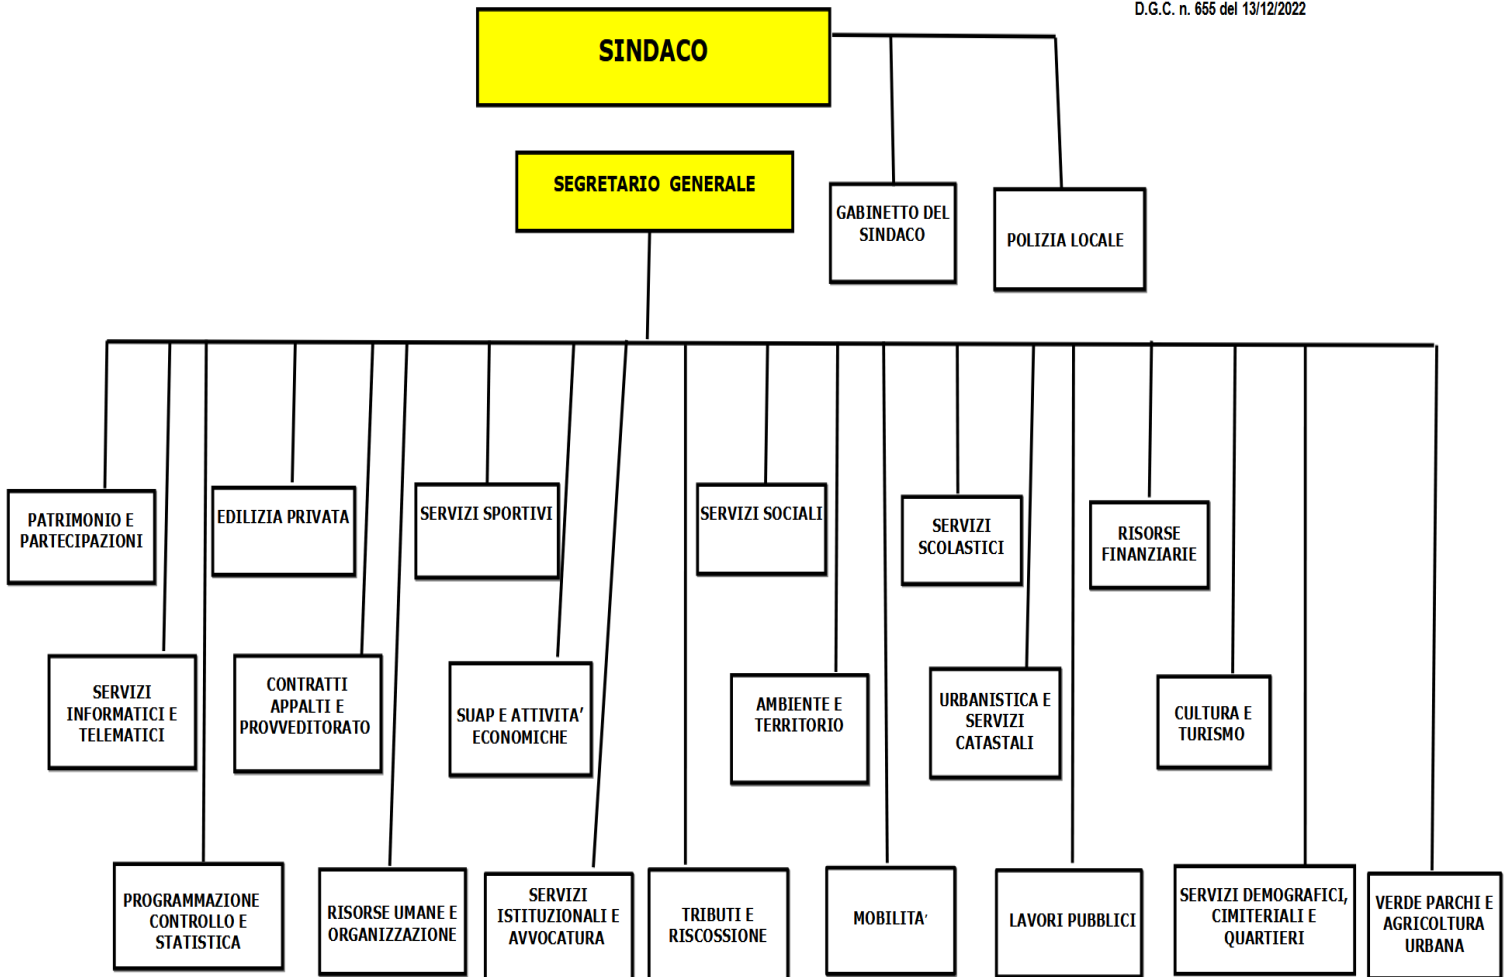 D.G.C. n. 655 del 13/12/2022
SINDACO
SEGRETARIO GENERALE
GABINETTO DEL
SINDACO
POLIZIA LOCALE
PATRIMONIO E
PARTECIPAZIONI
EDILIZIA PRIVATA
SERVIZI SPORTIVI
SERVIZI SOCIALI
SERVIZI
SCOLASTICI
RISORSE
FINANZIARIE
SERVIZI
INFORMATICI E
TELEMATICI
CONTRATTI
APPALTI E
PROVVEDITORATO
SUAP E ATTIVITA’
ECONOMICHE
AMBIENTE E
TERRITORIO
URBANISTICA E
SERVIZI
CATASTALI
CULTURA E
TURISMO
PROGRAMMAZIONE
CONTROLLO E
STATISTICA
RISORSE UMANE E
ORGANIZZAZIONE
SERVIZI
ISTITUZIONALI E
AVVOCATURA
TRIBUTI E
RISCOSSIONE
MOBILITA’
LAVORI PUBBLICI
SERVIZI DEMOGRAFICI,
CIMITERIALI E
QUARTIERI
VERDE PARCHI E
AGRICOLTURA
URBANA